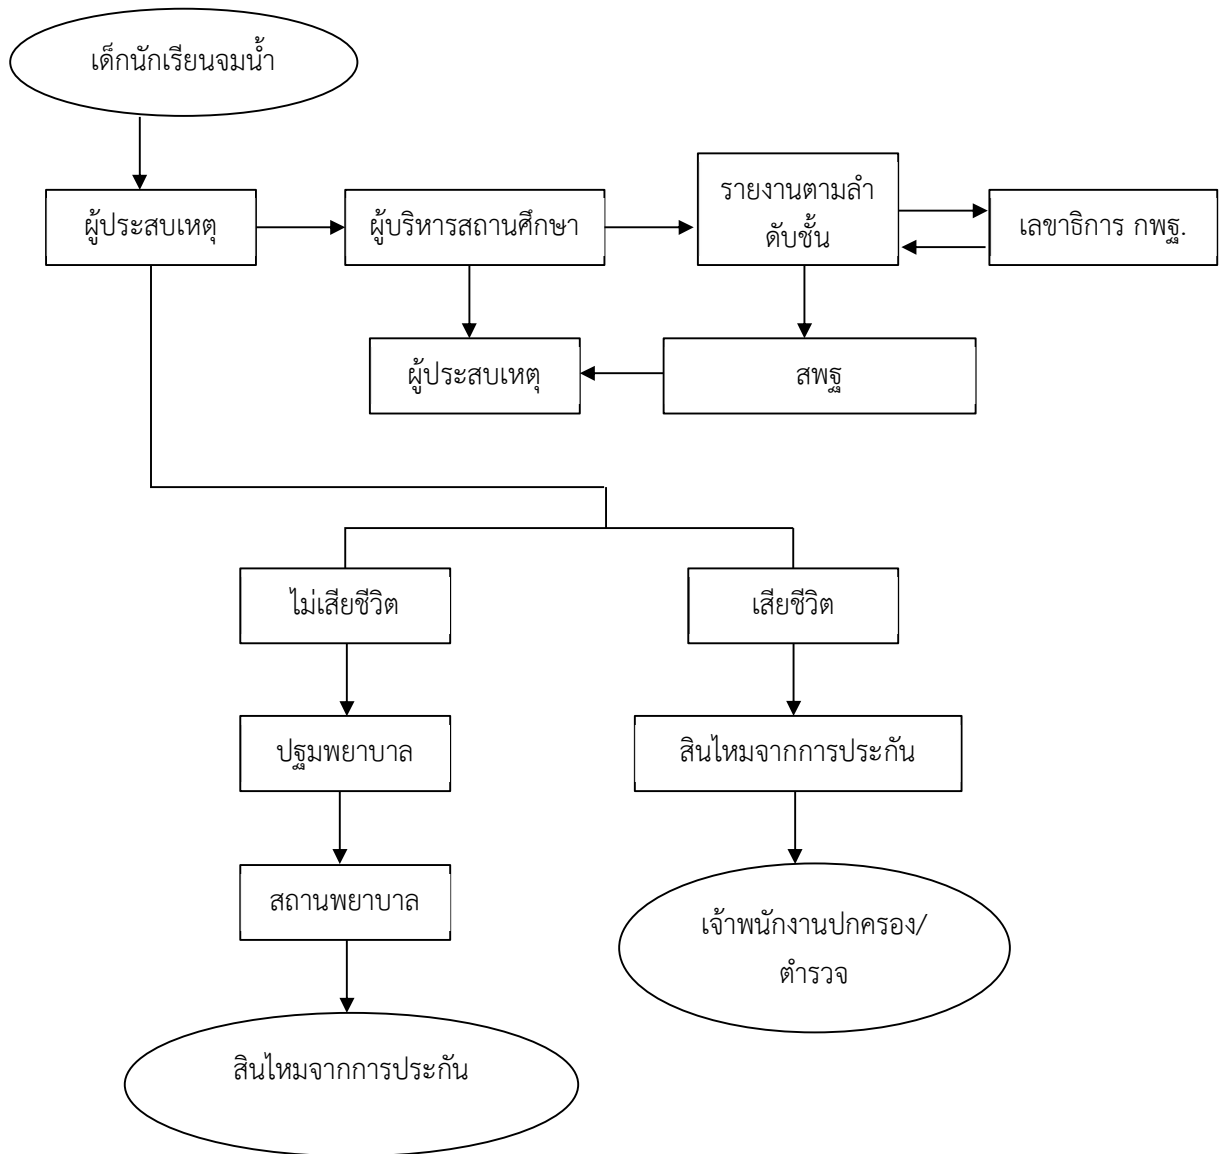 เด็กนักเรียนจมน้ำ
ผู้ประสบเหตุ
ผู้บริหารสถานศึกษา
รายงานตามลำ
ดับชั้น
เลขาธิการ กพฐ.
ผู้ประสบเหตุ
สพฐ
ไม่เสียชีวิต
เสียชีวิต
ปฐมพยาบาล
สินไหมจากการประกัน
สถานพยาบาล
เจ้าพนักงานปกครอง/
ตำรวจ
สินไหมจากการประกัน